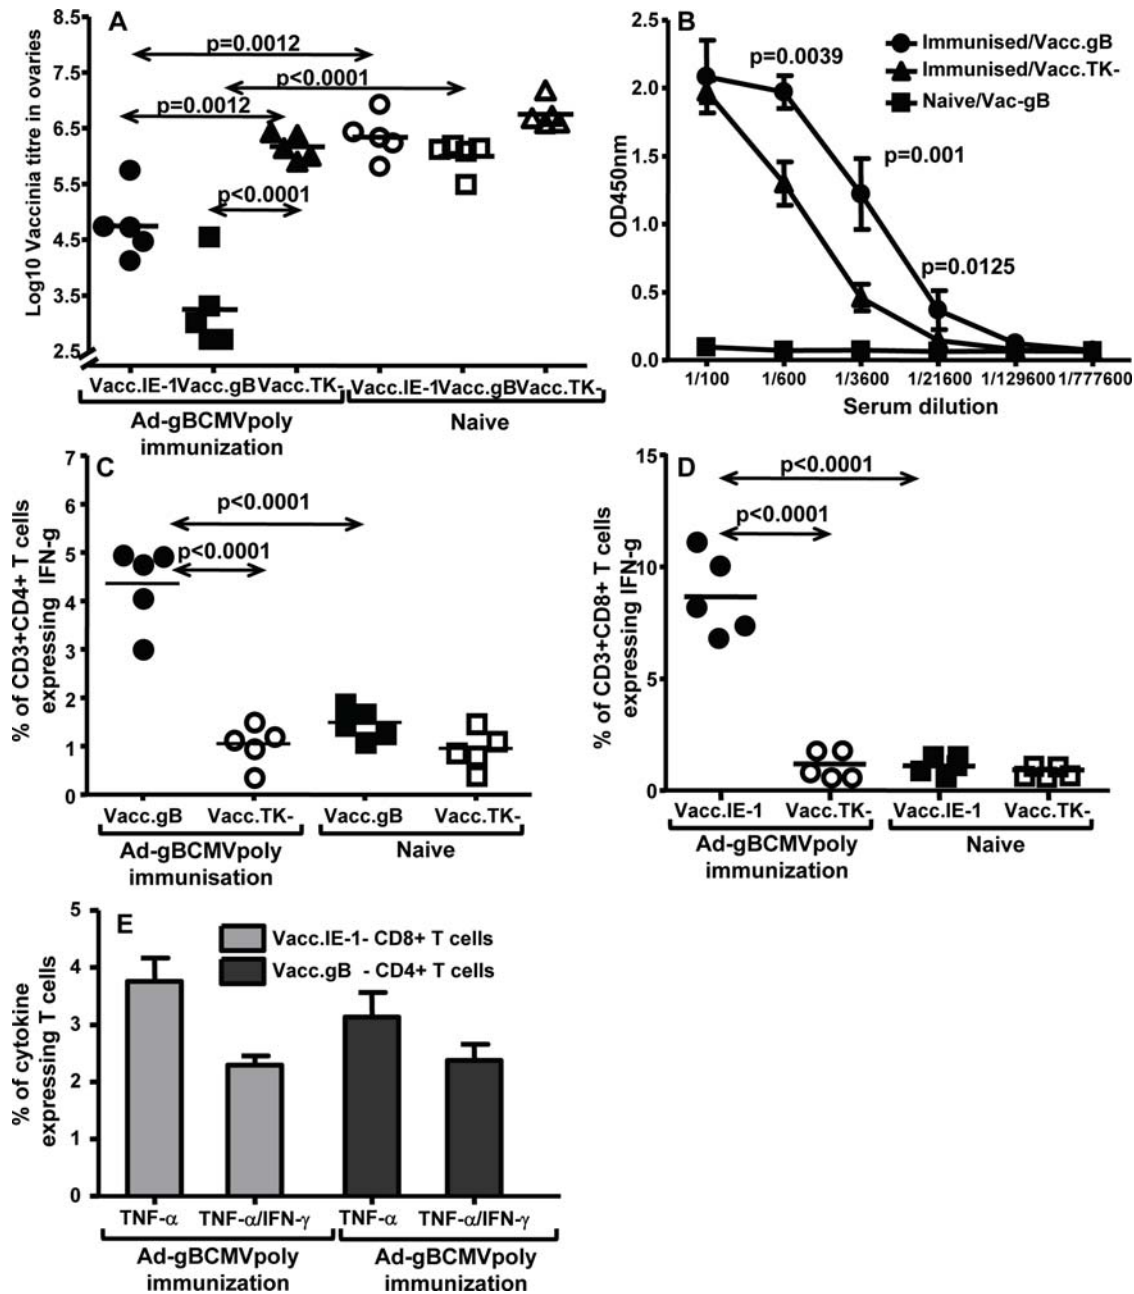 A
8.5
7.5
6.5
5.5
4.5
3.5
2.5
Log10 Vaccinia titre in ovaries
p=0.0012
p<0.0001
p=0.0012
p<0.0001
Vacc.IE-1 Vacc.gB Vacc.TK- Vacc.IE-1 Vacc.gB Vacc.TK-
Ad-gBCMVpoly
immunization
Naive
B
2.5
2.0
1.5
1.0
0.5
0.0
OD450nm
Immunised/Vacc.gB
Immunised/Vacc.TK-
Naive/Vac-gB
p=0.0039
p=0.001
p=0.0125
1/100 1/600 1/3600 1/21600 1/129600 1/777600
Serum dilution
C
7
6
5
4
3
2
1
0
% of CD3+CD4+ T cells
expressing IFN-g
p<0.0001
p<0.0001
Vacc.gB Vacc.TK- Vacc.gB Vacc.TK-
Ad-gBCMVpoly
immunisation
Naive
D
15
10
5
0
% of CD3+CD8+ T cells
expressing IFN-g
p<0.0001
p<0.0001
Vacc.IE-1 Vacc.TK- Vacc.IE-1 Vacc.TK-
Ad-gBCMVpoly
immunization
Naive
E
5
4
3
2
1
0
% of cytokine
expressing T cells
Vacc.IE-1- CD8+ T cells
Vacc.gB - CD4+ T cells
TNF-α TNF-α/IFN-γ TNF-α TNF-α/IFN-γ
Ad-gBCMVpoly
immunization
Ad-gBCMVpoly
immunization